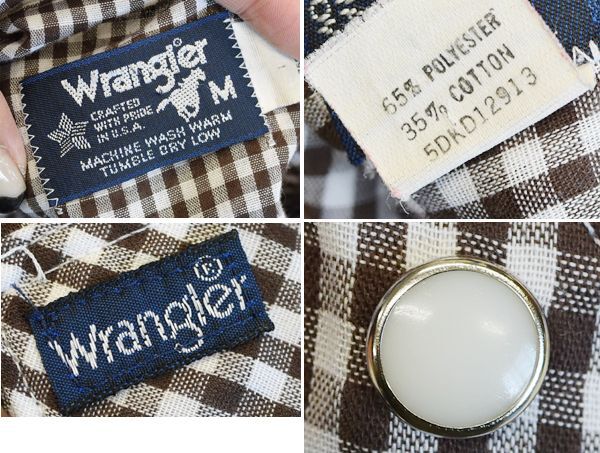 Wrangler
CRAFTED
WITH PRIDE
IN U.S.A.
M
MACHINE WASH WARM
TUMBLE DRY LOW
65% POLYESTER
35% COTTON
5DKD12913
Wrangler®